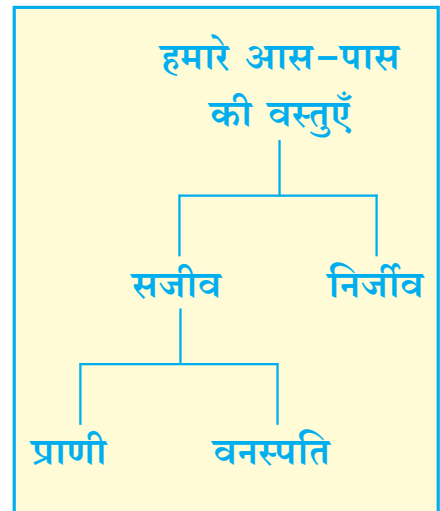 हमारे आस-पास
की वस्तुएँ
सजीव निर्जीव
प्राणी वनस्पति